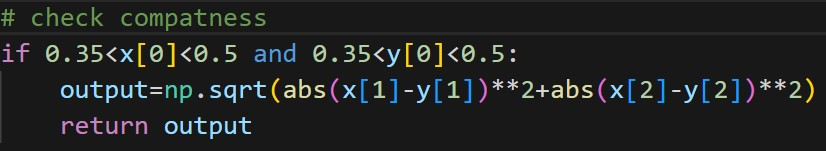 # check compatness
if 0.35<x[0]<0.5 and 0.35<y[0]<0.5:
    output=np.sqrt(abs(x[1]-y[1])**2+abs(x[2]-y[2])**2)
    return output